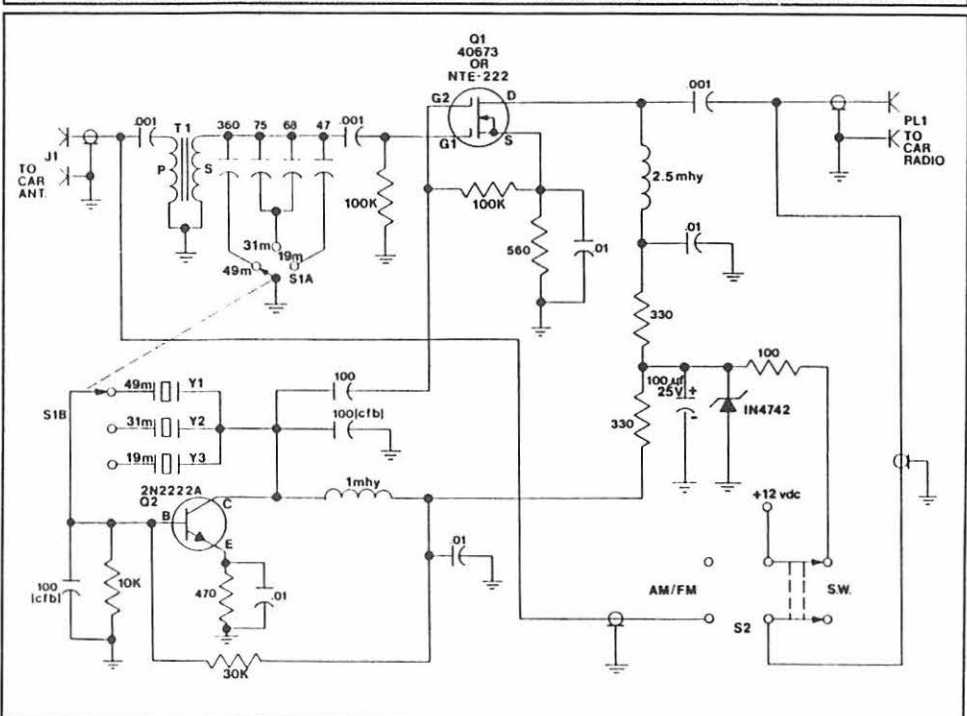 Q1
40673
OR
NTE-222
.001
T1
360
75
68
47
.001
G2
D
.001
P
S
G1
S
J1
TO
CAR
ANT.
PL1
TO
CAR
RADIO
100K
100K
2.5mhy
31m
19m
49m
S1A
560
.01
.01
330
100
100
49m
Y1
100µf
25V
+
-
IN4742
S1B
100(cfb)
31m
Y2
330
19m
Y3
1mhy
2N2222A
Q2
C
B
E
+12 vdc
.01
100
(cfb)
10K
470
.01
AM/FM
S.W.
S2
30K